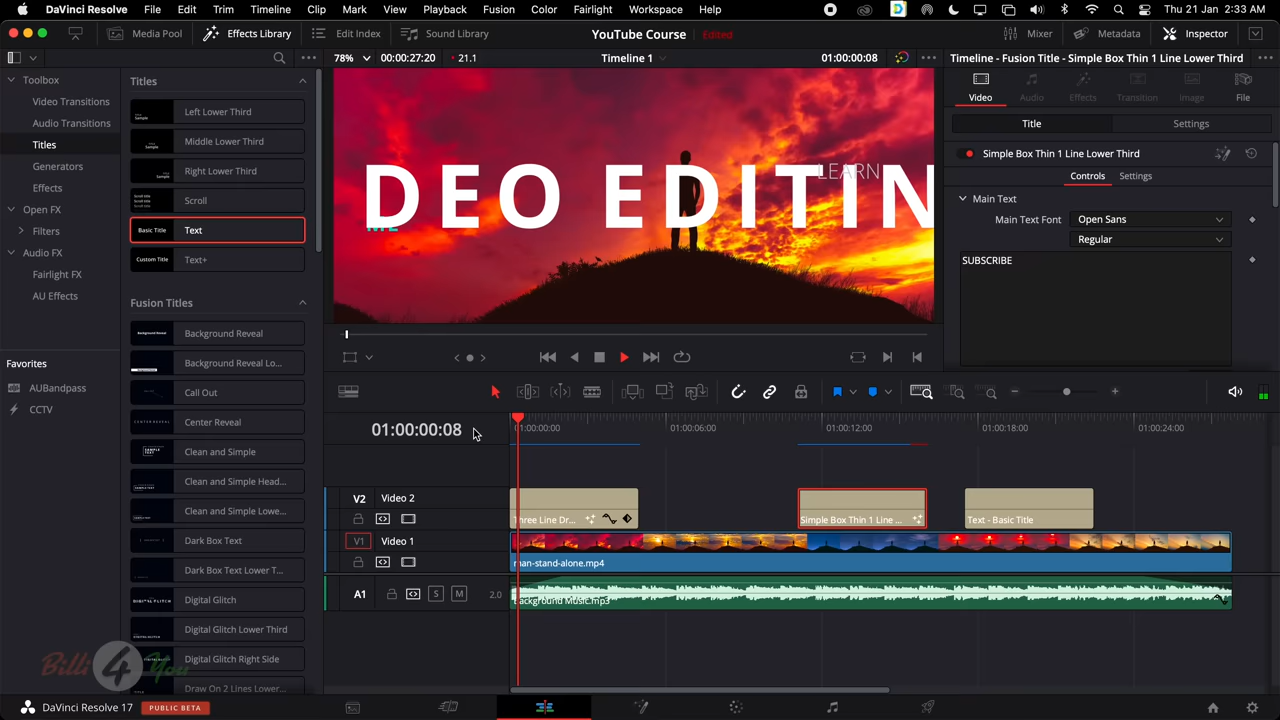 DaVinci Resolve File Edit Trim Timeline Clip Mark View Playback Fusion Color Fairlight Workspace Help Thu 21 Jan 2:33 AM
Media Pool Effects Library Edit Index Sound Library YouTube Course Edited Mixer Metadata Inspector
78% 00:00:27:20 21.1 Timeline 1 01:00:00:08 Timeline - Fusion Title - Simple Box Thin 1 Line Lower Third
Toolbox
Video Transitions
Audio Transitions
Titles
Generators
Effects
Open FX
Filters
Audio FX
Fairlight FX
AU Effects
Favorites
AUBandpass
CCTV
Titles
Left Lower Third
Middle Lower Third
Right Lower Third
Scroll
Basic Title Text
Custom Title Text+
Fusion Titles
Background Reveal
Background Reveal Lo...
Call Out
Center Reveal
Clean and Simple
Clean and Simple Head...
Clean and Simple Lowe...
Dark Box Text
Dark Box Text Lower T...
Digital Glitch
Digital Glitch Lower Third
Digital Glitch Right Side
Draw On 2 Lines Lower...
LEARN
DEO EDITIN
Video Audio Effects Transition Image File
Title Settings
Simple Box Thin 1 Line Lower Third
Controls Settings
Main Text
Main Text Font Open Sans
Regular
SUBSCRIBE
01:00:00:08
01:00:00:00 01:00:06:00 01:00:12:00 01:00:18:00 01:00:24:00
V2 Video 2
Three Line Dr... Simple Box Thin 1 Line ... Text - Basic Title
V1 Video 1
man-stand-alone.mp4
A1 S M 2.0
Background Music.mp3
Billi 4 You
DaVinci Resolve 17 PUBLIC BETA